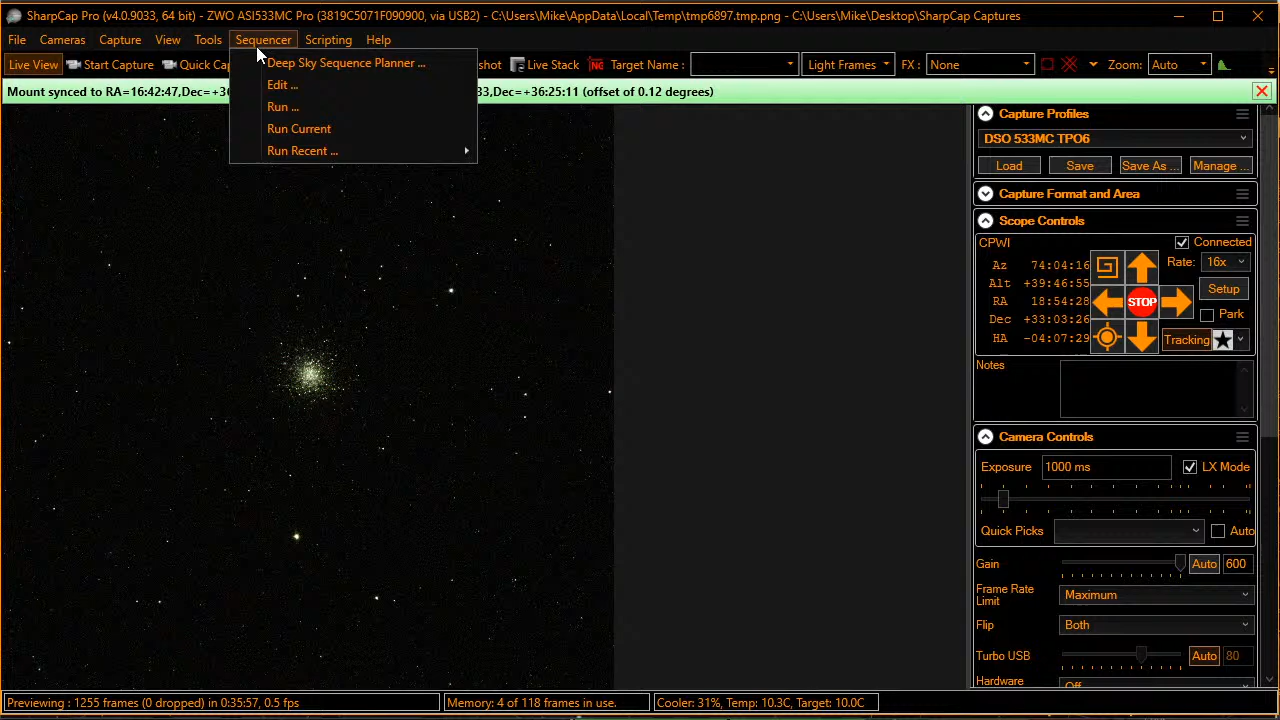 SharpCap Pro (v4.0.9033, 64 bit) - ZWO ASI533MC Pro (3819C5071F090900, via USB2) - C:\Users\Mike\AppData\Local\Temp\tmp6897.tmp.png - C:\Users\Mike\Desktop\SharpCap Captures
File Cameras Capture View Tools Sequencer Scripting Help
Live View Start Capture Quick Cap shot Live Stack Target Name : Light Frames FX : None Zoom: Auto
Deep Sky Sequence Planner ...
Edit ...
Run ...
Run Current
Run Recent ...
Mount synced to RA=16:42:47,Dec=+3 33,Dec=+36:25:11 (offset of 0.12 degrees)
Capture Profiles
DSO 533MC TPO6
Load Save Save As ... Manage ...
Capture Format and Area
Scope Controls
CPWI Connected
Az 74:04:16 Rate: 16x
Alt +39:46:55 Setup
RA 18:54:28 STOP
Dec +33:03:26 Park
HA -04:07:29 Tracking
Notes
Camera Controls
Exposure 1000 ms LX Mode
Quick Picks Auto
Gain Auto 600
Frame Rate Limit Maximum
Flip Both
Turbo USB Auto 80
Hardware Off
Previewing : 1255 frames (0 dropped) in 0:35:57, 0.5 fps Memory: 4 of 118 frames in use. Cooler: 31%, Temp: 10.3C, Target: 10.0C